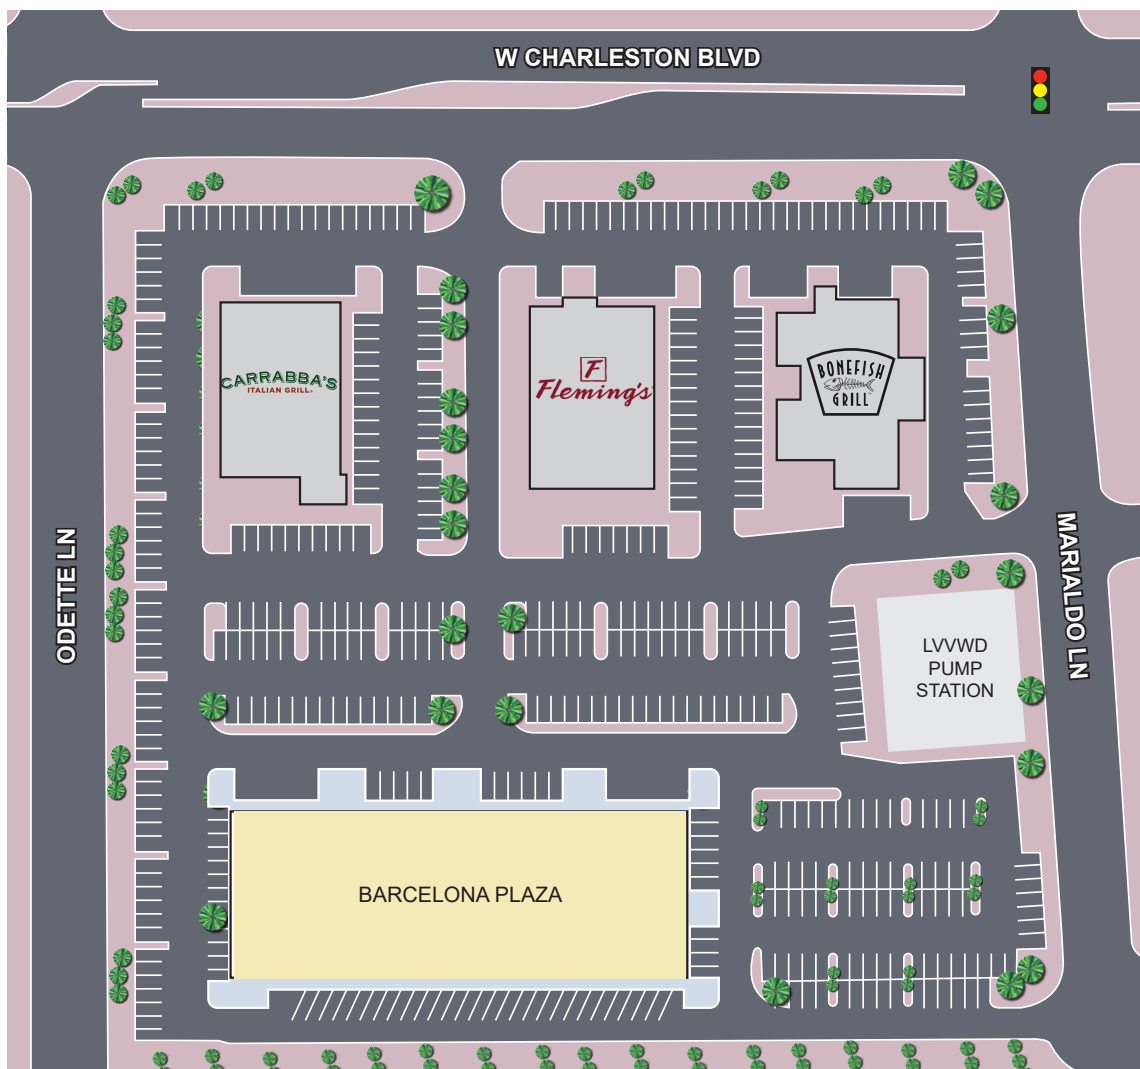 W CHARLESTON BLVD
CARRABBA'S
ITALIAN GRILL
F
Fleming's
BONEFISH
GRILL
ODETTE LN
MARIALDO LN
LVVWD
PUMP
STATION
BARCELONA PLAZA